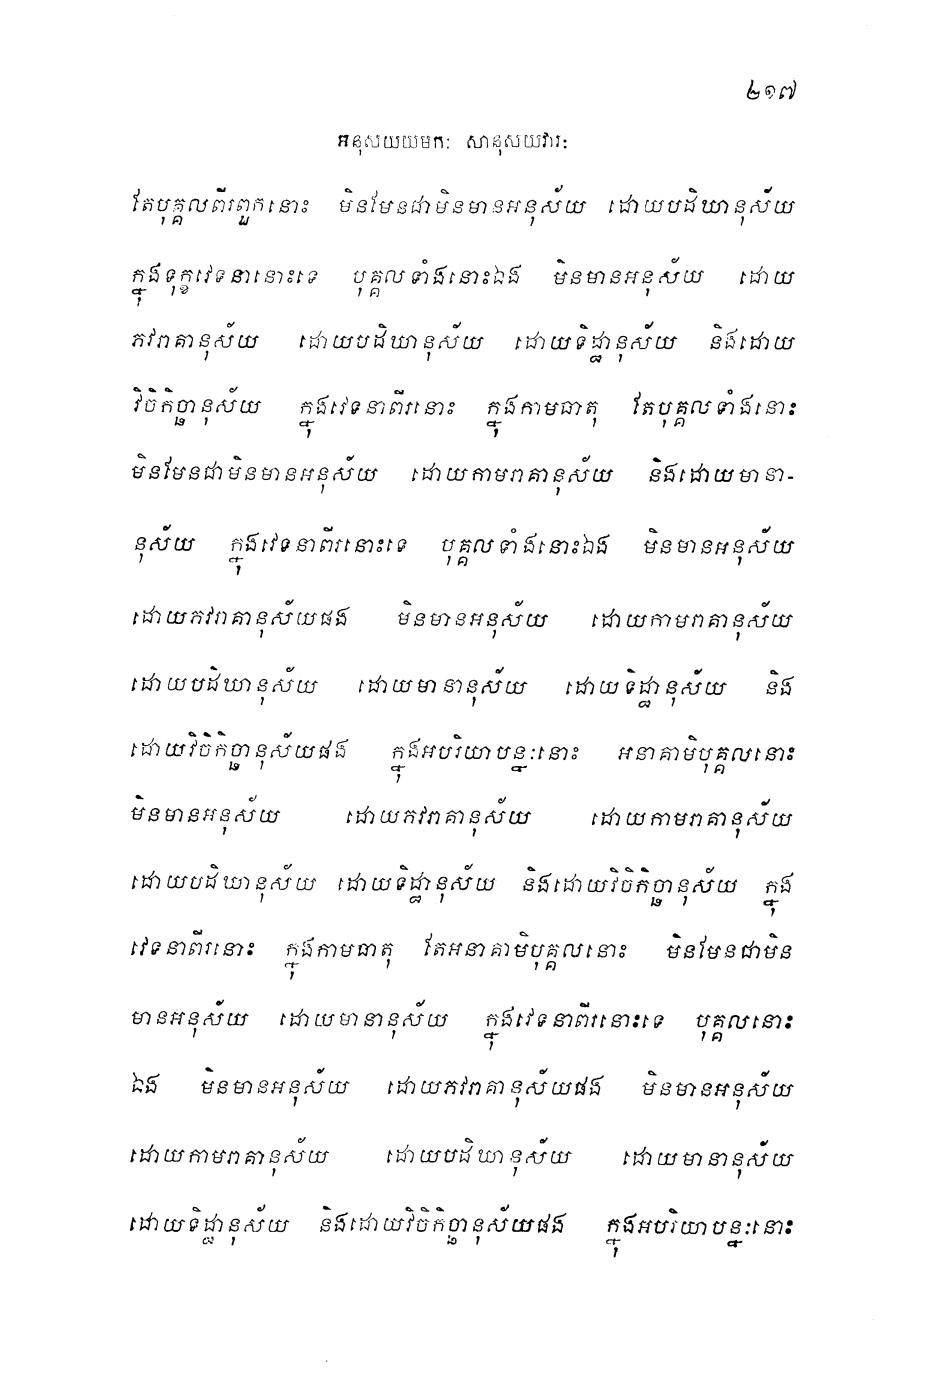 ២១៧
អនុសយយមកៈ សានុសយវារៈ
តែបុគ្គលពីរពួកនោះ មិនមែនជាមិនមានអនុស័យ ដោយបដិឃានុស័យ
ក្នុងទុក្ខវេទនានោះទេ បុគ្គលទាំងនោះឯង មិនមានអនុស័យ ដោយ
ភវរាគានុស័យ ដោយបដិឃានុស័យ ដោយទិដ្ឋានុស័យ និងដោយ
វិចិកិច្ឆានុស័យ ក្នុងវេទនាពីរនោះ ក្នុងកាមធាតុ តែបុគ្គលទាំងនោះ
មិនមែនជាមិនមានអនុស័យ ដោយកាមរាគានុស័យ និងដោយមានា-
នុស័យ ក្នុងវេទនាពីរនោះទេ បុគ្គលទាំងនោះឯង មិនមានអនុស័យ
ដោយភវរាគានុស័យផង មិនមានអនុស័យ ដោយកាមរាគានុស័យ
ដោយបដិឃានុស័យ ដោយមានានុស័យ ដោយទិដ្ឋានុស័យ និង
ដោយវិចិកិច្ឆានុស័យផង ក្នុងអបរិយាបន្នៈនោះ អនាគាមិបុគ្គលនោះ
មិនមានអនុស័យ ដោយភវរាគានុស័យ ដោយកាមរាគានុស័យ
ដោយបដិឃានុស័យ ដោយទិដ្ឋានុស័យ និងដោយវិចិកិច្ឆានុស័យ ក្នុង
វេទនាពីរនោះ ក្នុងកាមធាតុ តែអនាគាមិបុគ្គលនោះ មិនមែនជាមិន
មានអនុស័យ ដោយមានានុស័យ ក្នុងវេទនាពីរនោះទេ បុគ្គលនោះ
ឯង មិនមានអនុស័យ ដោយភវរាគានុស័យផង មិនមានអនុស័យ
ដោយកាមរាគានុស័យ ដោយបដិឃានុស័យ ដោយមានានុស័យ
ដោយទិដ្ឋានុស័យ និងដោយវិចិកិច្ឆានុស័យផង ក្នុងអបរិយាបន្នៈនោះ